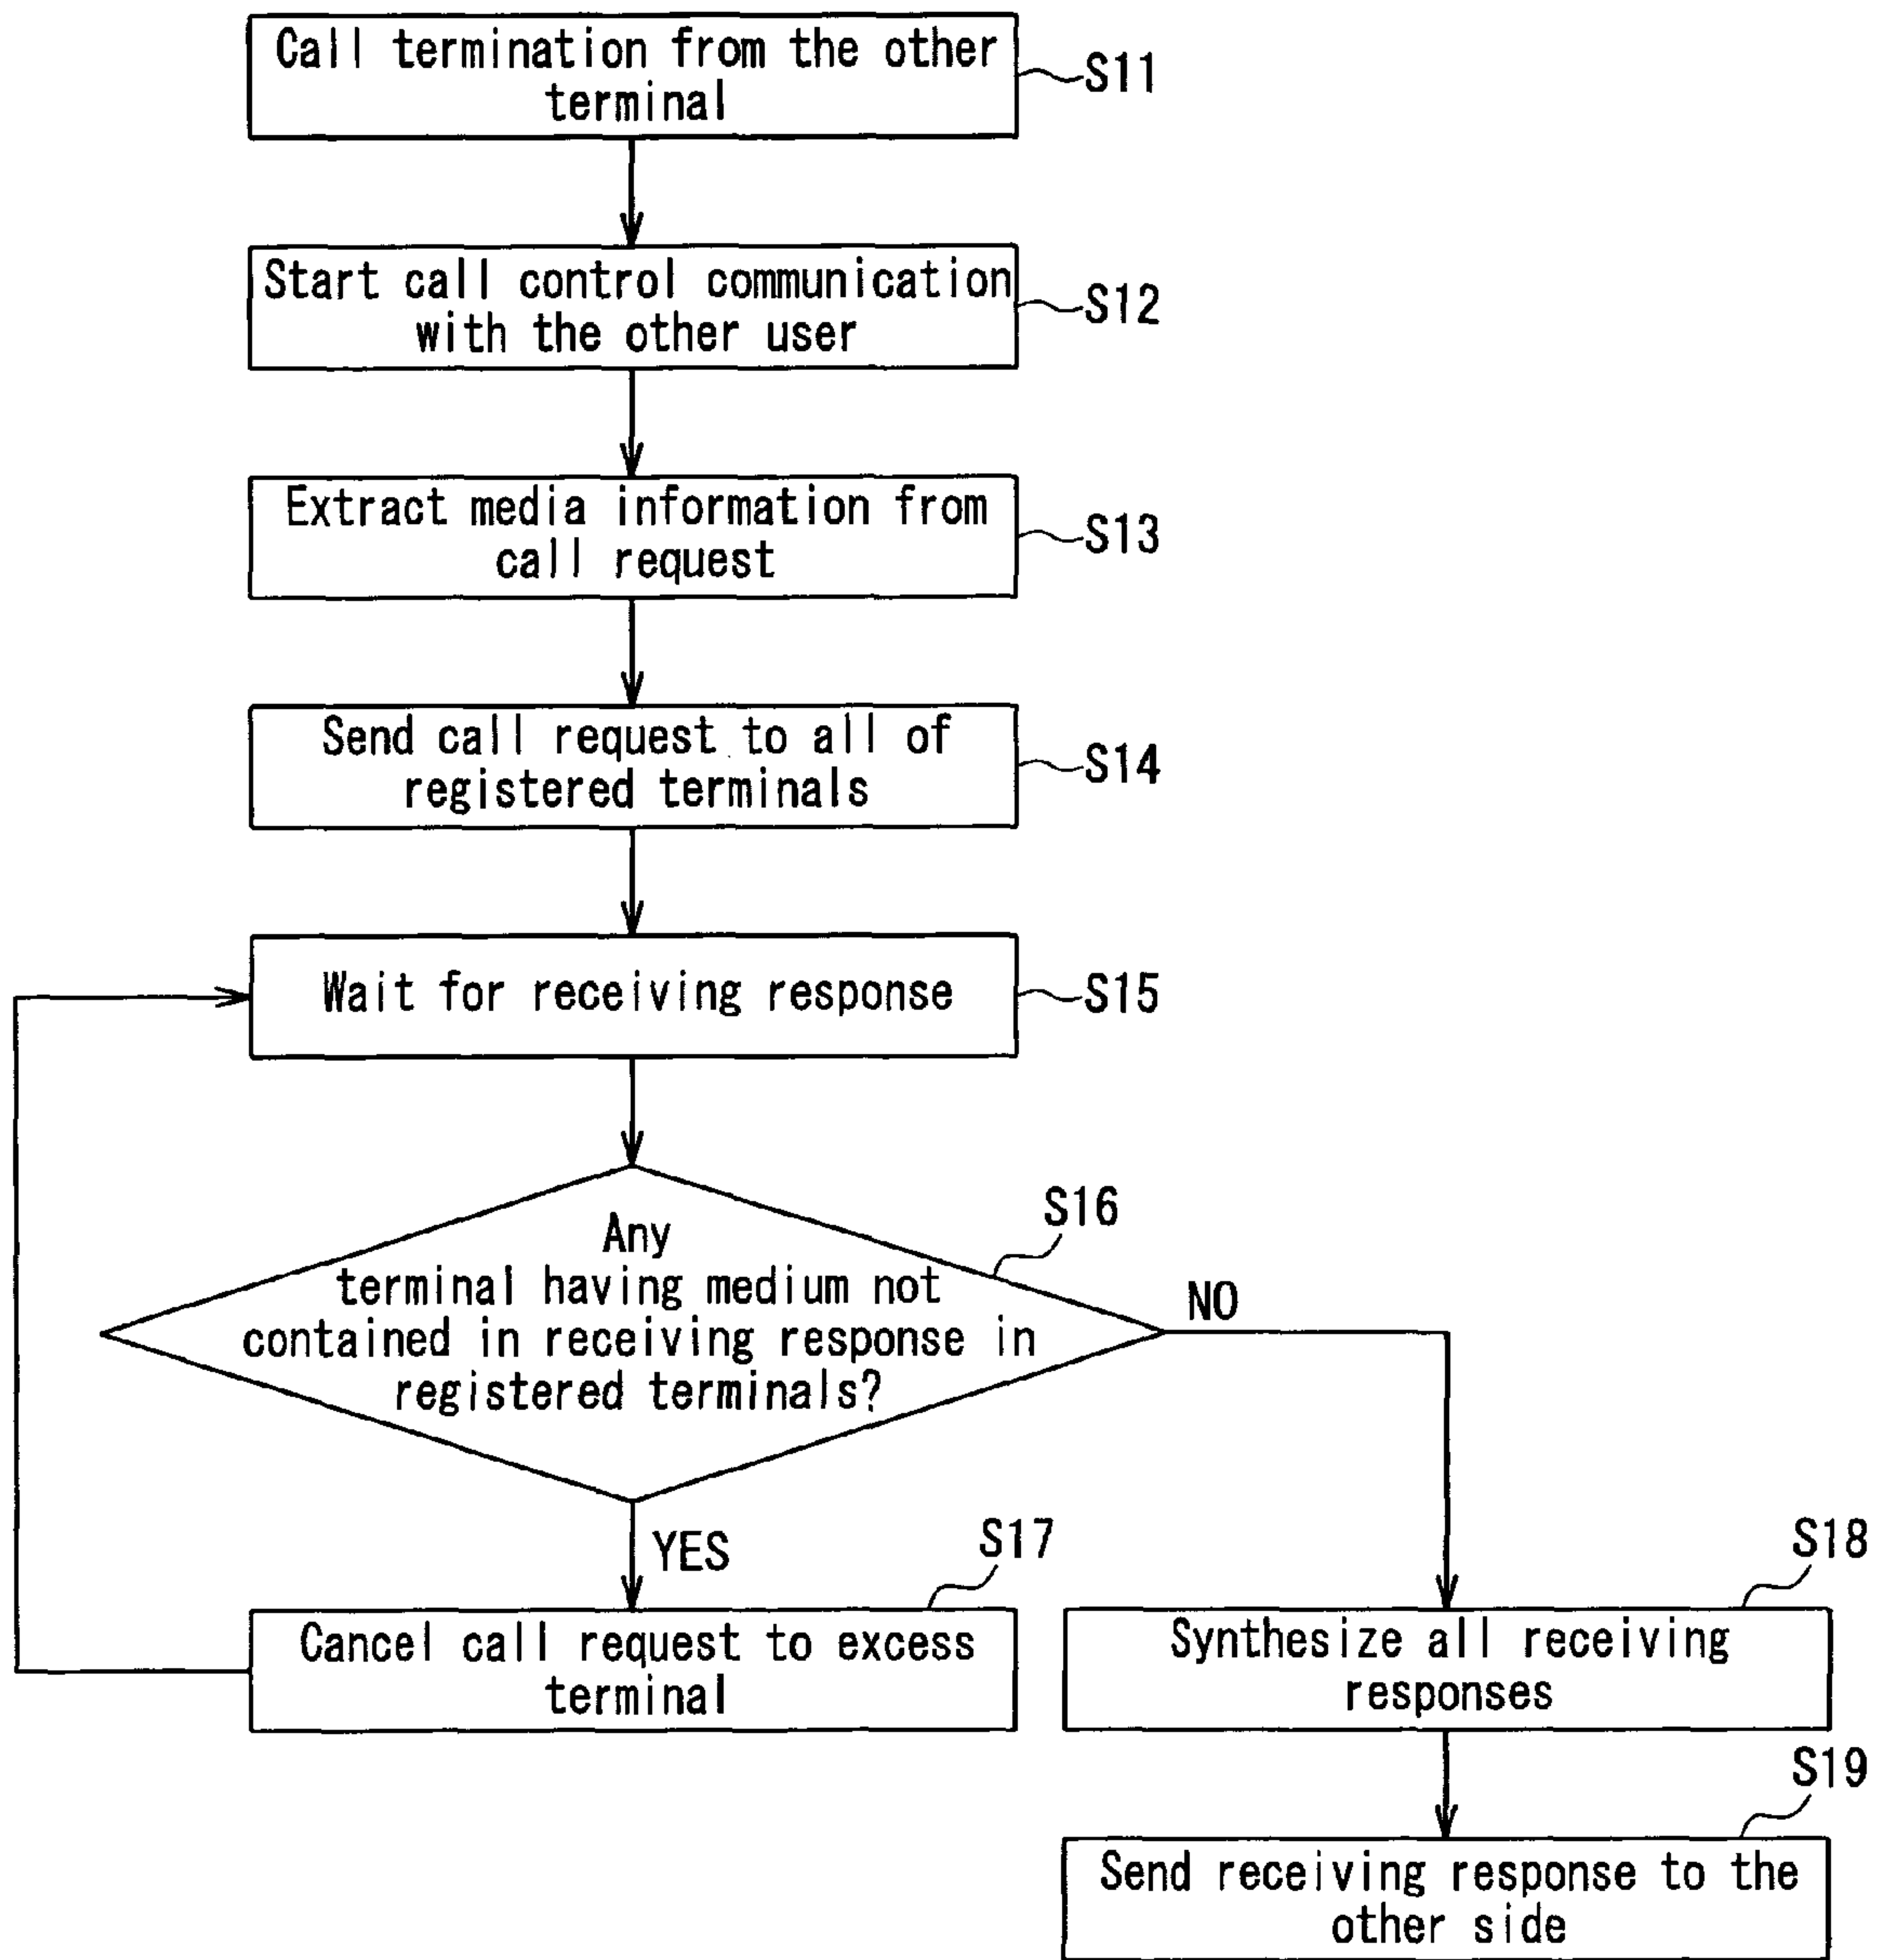 Call termination from the other
terminal
S11
Start call control communication
with the other user
S12
Extract media information from
call request
S13
Send call request to all of
registered terminals
S14
Wait for receiving response
S15
Any
terminal having medium not
contained in receiving response in
registered terminals?
S16
NO
YES
S17
Cancel call request to excess
terminal
S18
Synthesize all receiving
responses
S19
Send receiving response to the
other side